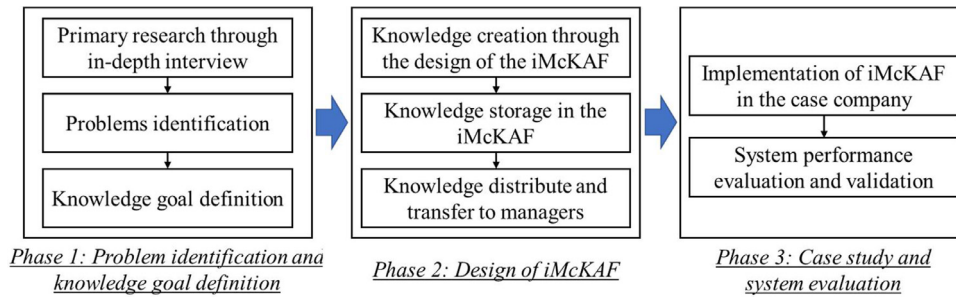 Primary research through
in-depth interview
Problems identification
Knowledge goal definition
Phase 1: Problem identification and
knowledge goal definition
Knowledge creation through
the design of the iMcKAF
Knowledge storage in the
iMcKAF
Knowledge distribute and
transfer to managers
Phase 2: Design of iMcKAF
Implementation of iMcKAF
in the case company
System performance
evaluation and validation
Phase 3: Case study and
system evaluation